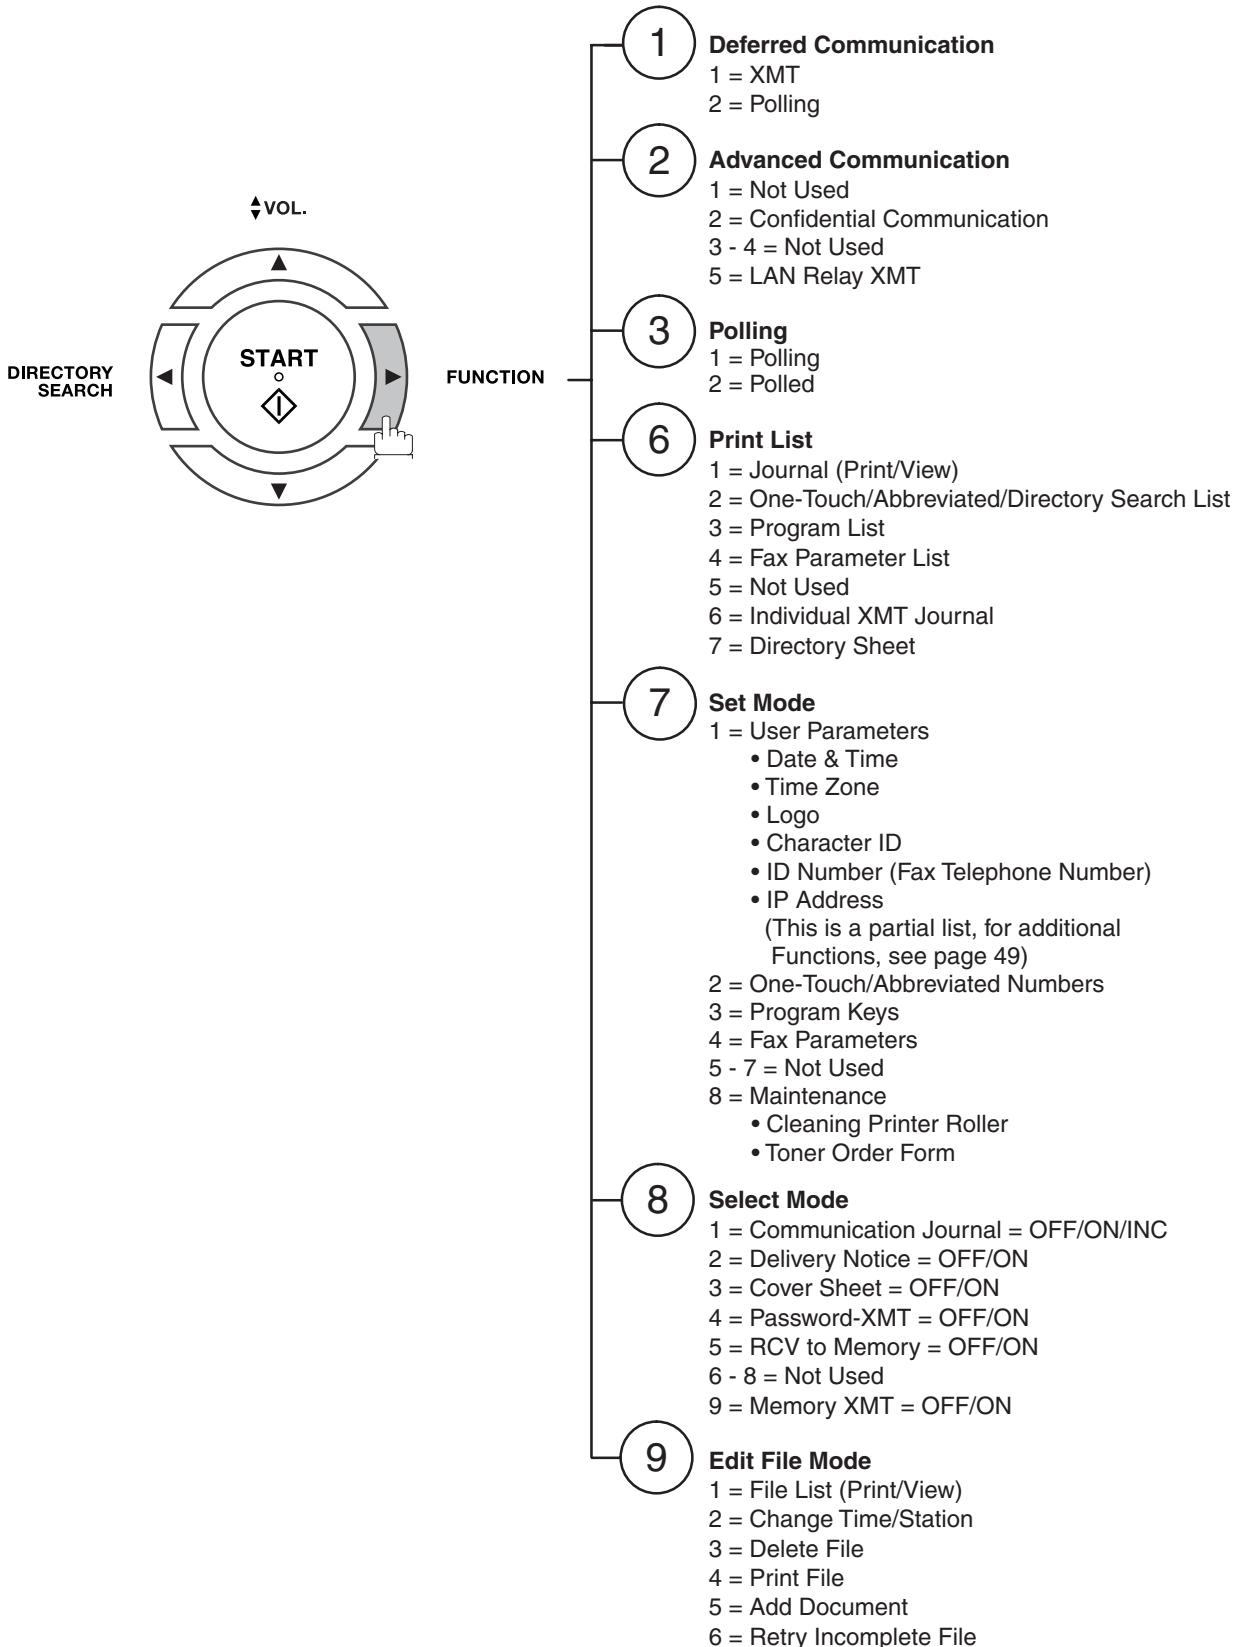 VOL.
DIRECTORY
SEARCH
START
FUNCTION
1 Deferred Communication
1 = XMT
2 = Polling
2 Advanced Communication
1 = Not Used
2 = Confidential Communication
3 - 4 = Not Used
5 = LAN Relay XMT
3 Polling
1 = Polling
2 = Polled
6 Print List
1 = Journal (Print/View)
2 = One-Touch/Abbreviated/Directory Search List
3 = Program List
4 = Fax Parameter List
5 = Not Used
6 = Individual XMT Journal
7 = Directory Sheet
7 Set Mode
1 = User Parameters
• Date & Time
• Time Zone
• Logo
• Character ID
• ID Number (Fax Telephone Number)
• IP Address
(This is a partial list, for additional
Functions, see page 49)
2 = One-Touch/Abbreviated Numbers
3 = Program Keys
4 = Fax Parameters
5 - 7 = Not Used
8 = Maintenance
• Cleaning Printer Roller
• Toner Order Form
8 Select Mode
1 = Communication Journal = OFF/ON/INC
2 = Delivery Notice = OFF/ON
3 = Cover Sheet = OFF/ON
4 = Password-XMT = OFF/ON
5 = RCV to Memory = OFF/ON
6 - 8 = Not Used
9 = Memory XMT = OFF/ON
9 Edit File Mode
1 = File List (Print/View)
2 = Change Time/Station
3 = Delete File
4 = Print File
5 = Add Document
6 = Retry Incomplete File